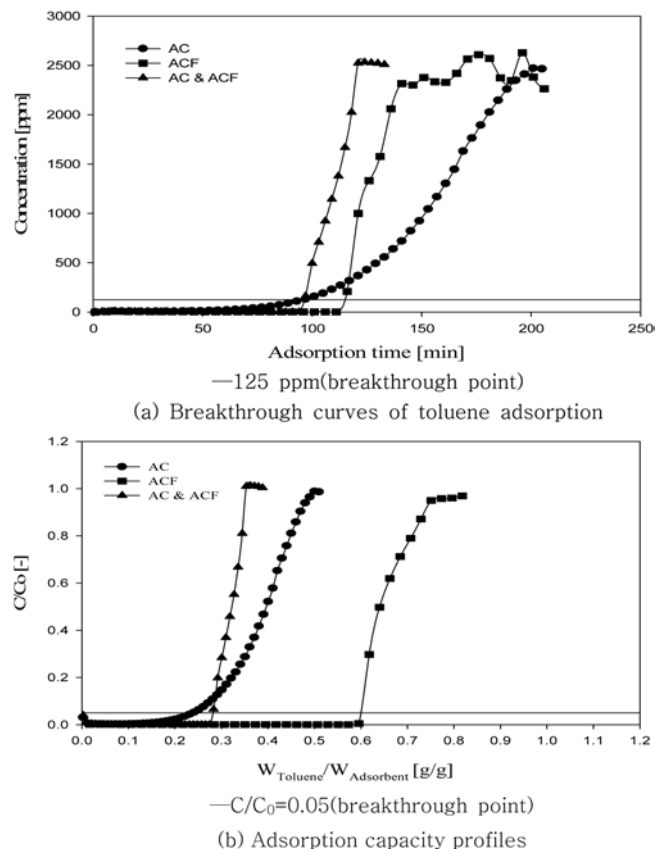 3000
AC
ACF
AC & ACF
2500
2000
1500
1000
500
0
Concentration [ppm]
0 50 100 150 200 250
Adsorption time [min]
—125 ppm(breakthrough point)
(a) Breakthrough curves of toluene adsorption
1.2
AC
ACF
AC & ACF
1.0
0.8
0.6
0.4
0.2
0.0
C/Co [-]
0.0 0.1 0.2 0.3 0.4 0.5 0.6 0.7 0.8 0.9 1.0 1.1 1.2
W_Toluene/W_Adsorbent [g/g]
—C/C₀=0.05(breakthrough point)
(b) Adsorption capacity profiles